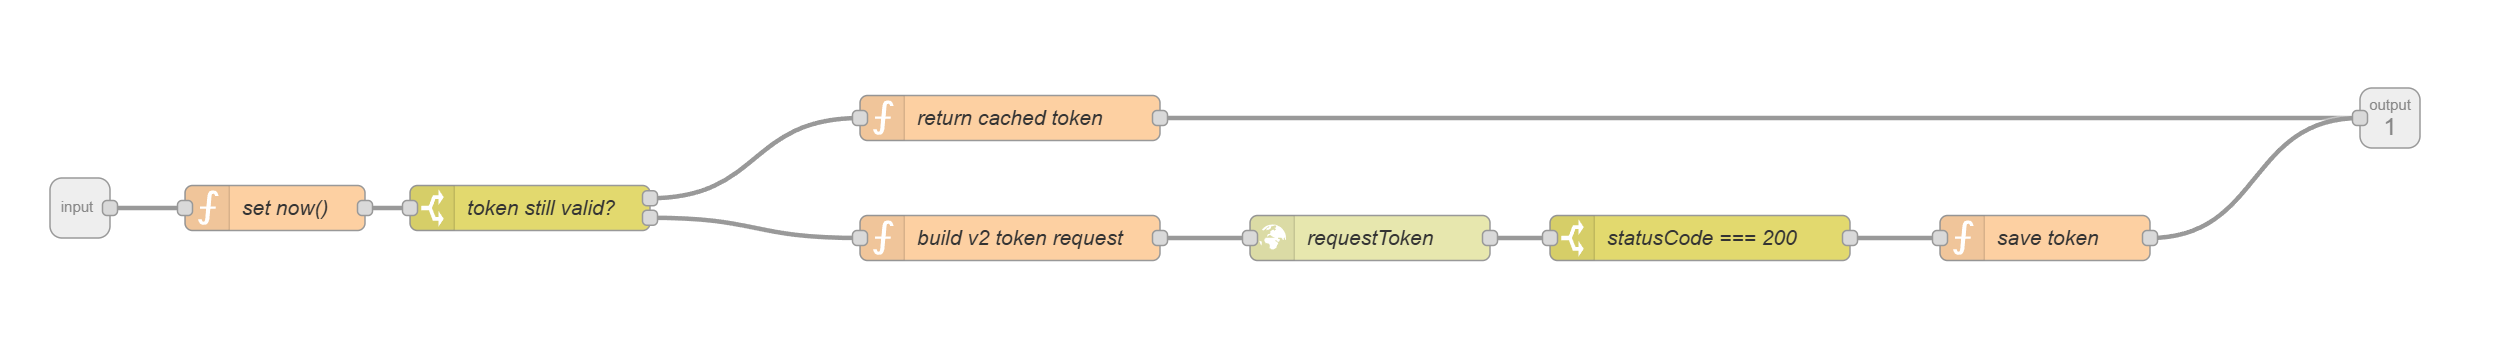 input
set now()
token still valid?
return cached token
build v2 token request
requestToken
statusCode === 200
save token
output
1